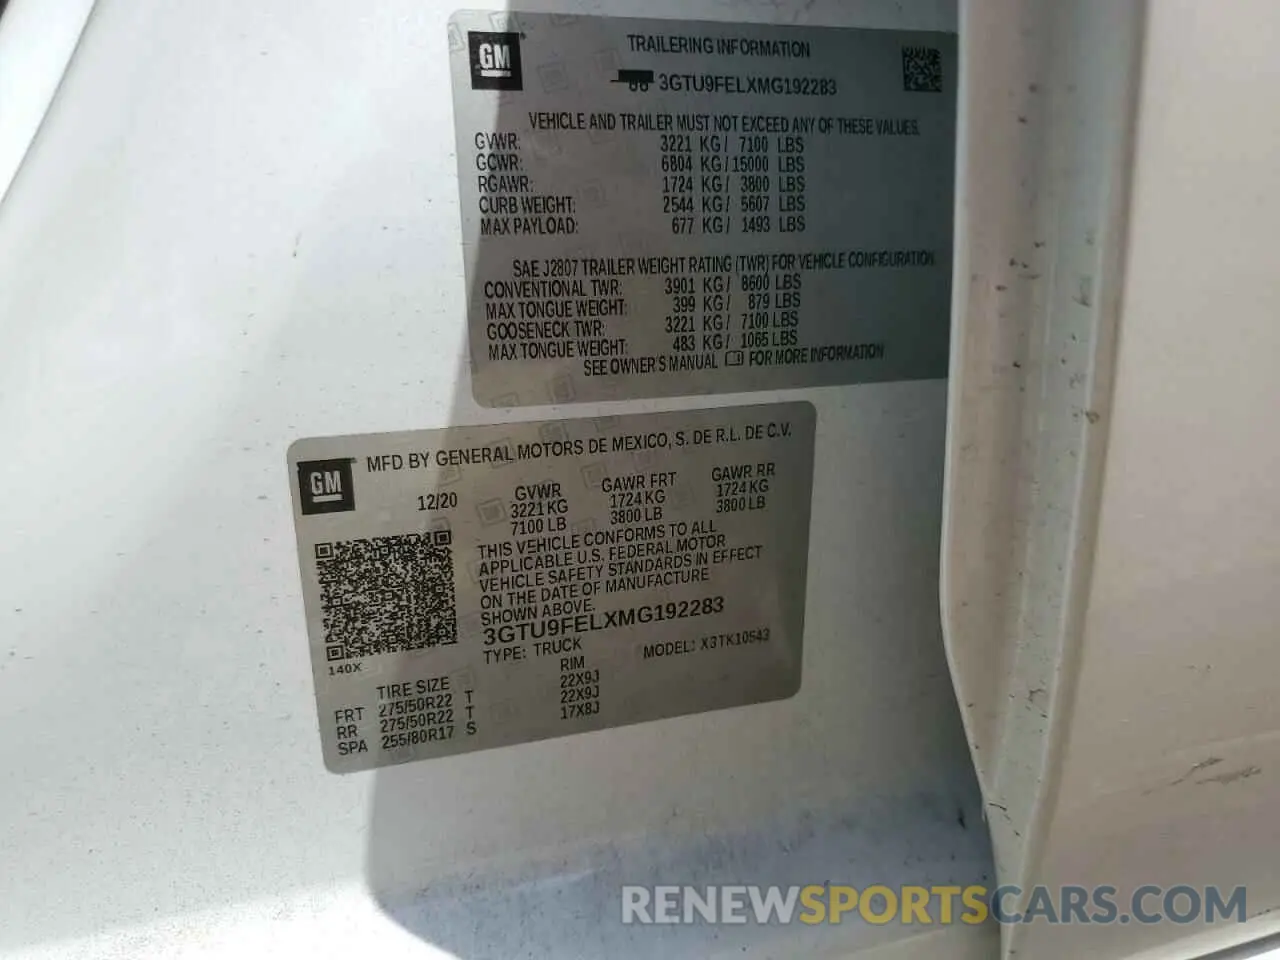 GM
TRAILERING INFORMATION
3GTU9FELXMG192283
VEHICLE AND TRAILER MUST NOT EXCEED ANY OF THESE VALUES.
GVWR: 3221 KG/ 7100 LBS
GCWR: 6804 KG/15000 LBS
RGAWR: 1724 KG/ 3800 LBS
CURB WEIGHT: 2544 KG/ 5607 LBS
MAX PAYLOAD: 677 KG/ 1493 LBS
SAE J2807 TRAILER WEIGHT RATING (TWR) FOR VEHICLE CONFIGURATION
CONVENTIONAL TWR: 3901 KG/ 8600 LBS
MAX TONGUE WEIGHT: 399 KG/ 879 LBS
GOOSENECK TWR: 3221 KG/ 7100 LBS
MAX TONGUE WEIGHT: 483 KG/ 1065 LBS
SEE OWNER'S MANUAL FOR MORE INFORMATION
GM
MFD BY GENERAL MOTORS DE MEXICO, S. DE R.L. DE C.V.
12/20 GVWR GAWR FRT GAWR RR
3221 KG 1724 KG 1724 KG
7100 LB 3800 LB 3800 LB
THIS VEHICLE CONFORMS TO ALL
APPLICABLE U.S. FEDERAL MOTOR
VEHICLE SAFETY STANDARDS IN EFFECT
ON THE DATE OF MANUFACTURE
SHOWN ABOVE.
3GTU9FELXMG192283
140X
TYPE: TRUCK MODEL: X3TK10543
TIRE SIZE RIM
FRT 275/50R22 T 22X9J
RR 275/50R22 T 22X9J
SPA 255/80R17 S 17X8J
RENEWSPORTSCARS.COM